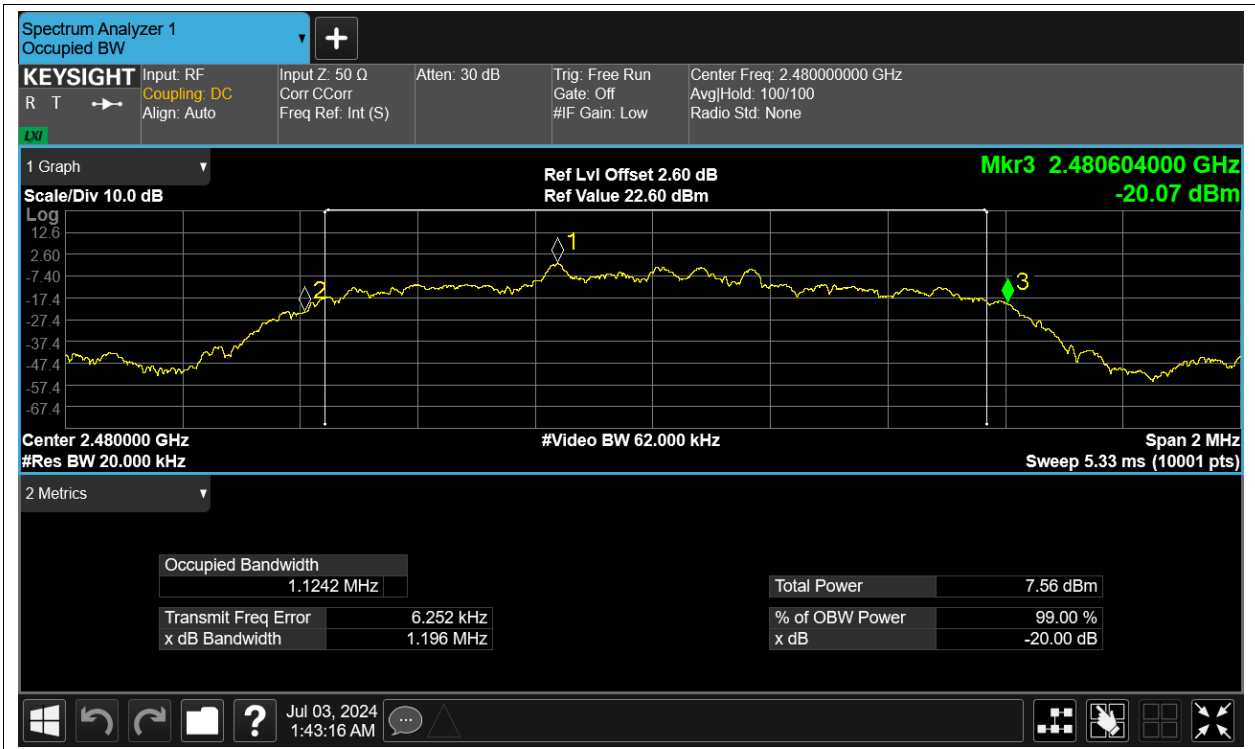 Spectrum Analyzer 1
Occupied BW
KEYSIGHT
R T
LXI
Input: RF
Coupling: DC
Align: Auto
Input Z: 50 Ω
Corr CCorr
Freq Ref: Int (S)
Atten: 30 dB
Trig: Free Run
Gate: Off
#IF Gain: Low
Center Freq: 2.480000000 GHz
Avg|Hold: 100/100
Radio Std: None
1 Graph
Scale/Div 10.0 dB
Ref Lvl Offset 2.60 dB
Ref Value 22.60 dBm
Mkr3 2.480604000 GHz
-20.07 dBm
Log
12.6
2.60
-7.40
-17.4
-27.4
-37.4
-47.4
-57.4
-67.4
1
2
3
Center 2.480000 GHz
#Video BW 62.000 kHz
Span 2 MHz
#Res BW 20.000 kHz
Sweep 5.33 ms (10001 pts)
2 Metrics
Occupied Bandwidth
1.1242 MHz
Total Power 7.56 dBm
Transmit Freq Error 6.252 kHz
% of OBW Power 99.00 %
x dB Bandwidth 1.196 MHz
x dB -20.00 dB
?
Jul 03, 2024
1:43:16 AM